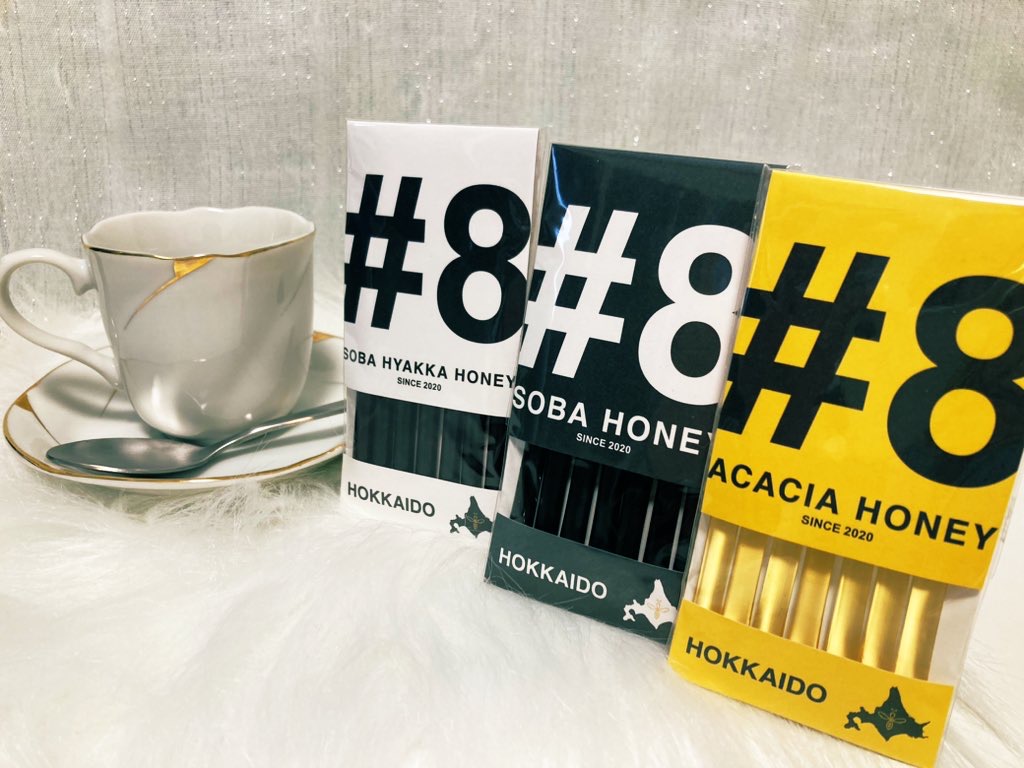 #8
SOBA HYAKKA HONEY
SINCE 2020
HOKKAIDO
#8
SOBA HONEY
SINCE 2020
HOKKAIDO
#8
ACACIA HONEY
SINCE 2020
HOKKAIDO